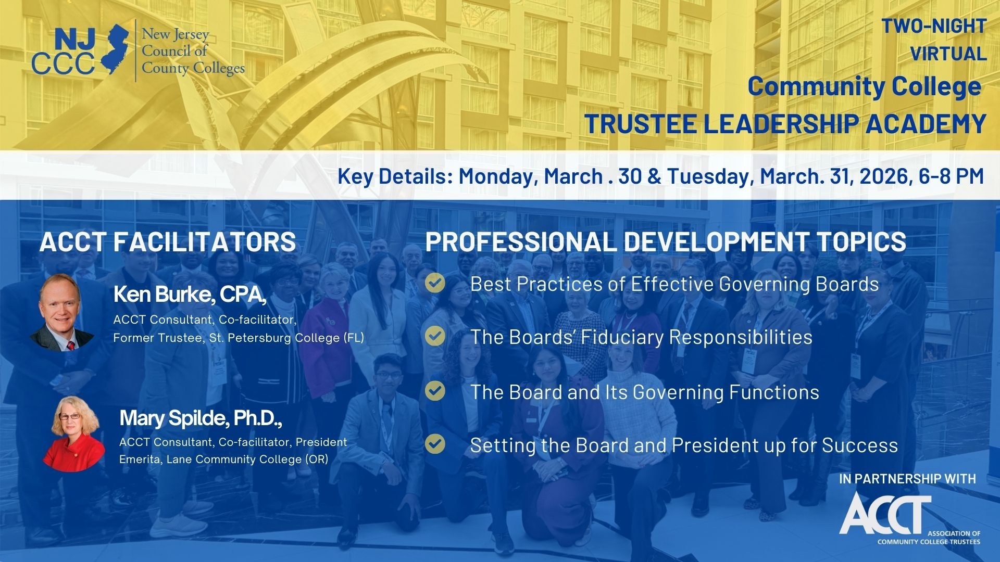 NJ
CCC
New Jersey
Council of
County Colleges
TWO-NIGHT
VIRTUAL
Community College
TRUSTEE LEADERSHIP ACADEMY
Key Details: Monday, March . 30 & Tuesday, March. 31, 2026, 6-8 PM
ACCT FACILITATORS
Ken Burke, CPA,
ACCT Consultant, Co-facilitator,
Former Trustee, St. Petersburg College (FL)
Mary Spilde, Ph.D.,
ACCT Consultant, Co-facilitator, President
Emerita, Lane Community College (OR)
PROFESSIONAL DEVELOPMENT TOPICS
Best Practices of Effective Governing Boards
The Boards’ Fiduciary Responsibilities
The Board and Its Governing Functions
Setting the Board and President up for Success
IN PARTNERSHIP WITH
ACCT
ASSOCIATION OF
COMMUNITY COLLEGE TRUSTEES